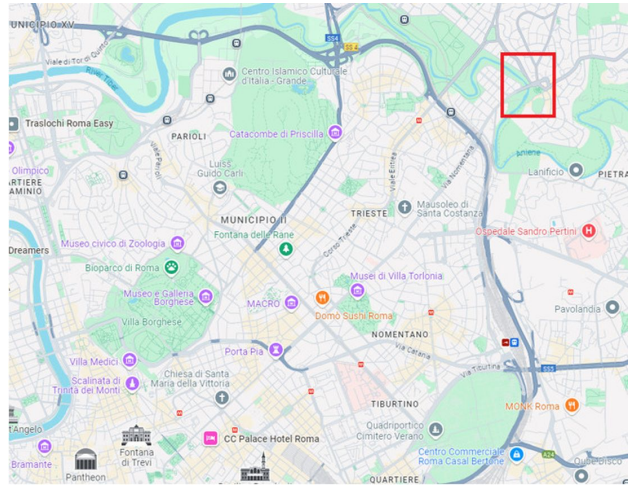 UNICIPIO XV
SS4
SS4
Viale di Tor di Quinto
Centro Islamico Culturale
d'Italia - Grande
Traslochi Roma Easy
PARIOLI
Catacombe di Priscilla
Aniene
Lanificio
PIETRA
Olimpico
ARTIERE
AMINIO
Viale Parioli
Luiss
Guido Carli
Viale Eritrea
Via Nomentana
MUNICIPIO II
TRIESTE
Mausoleo di
Santa Costanza
Fontana delle Rane
Corso Trieste
Ospedale Sandro Pertini
H
Dreamers
Museo civico di Zoologia
Bioparco di Roma
Musei di Villa Torlonia
Museo e Galleria
Borghese
MACRO
Domò Sushi Roma
Pavolandia
Villa Borghese
NOMENTANO
Porta Pia
Via Catania
Villa Medici
Via Tiburtina
SS5
Scalinata di
Trinità dei Monti
Chiesa di Santa
Maria della Vittoria
TIBURTINO
MONK Roma
t'Angelo
Quadriportico
Cimitero Verano
CC Palace Hotel Roma
Fontana
di Trevi
Bramante
Centro Commerciale
Roma Casal Bertone
A24
Pantheon
QUARTIERE